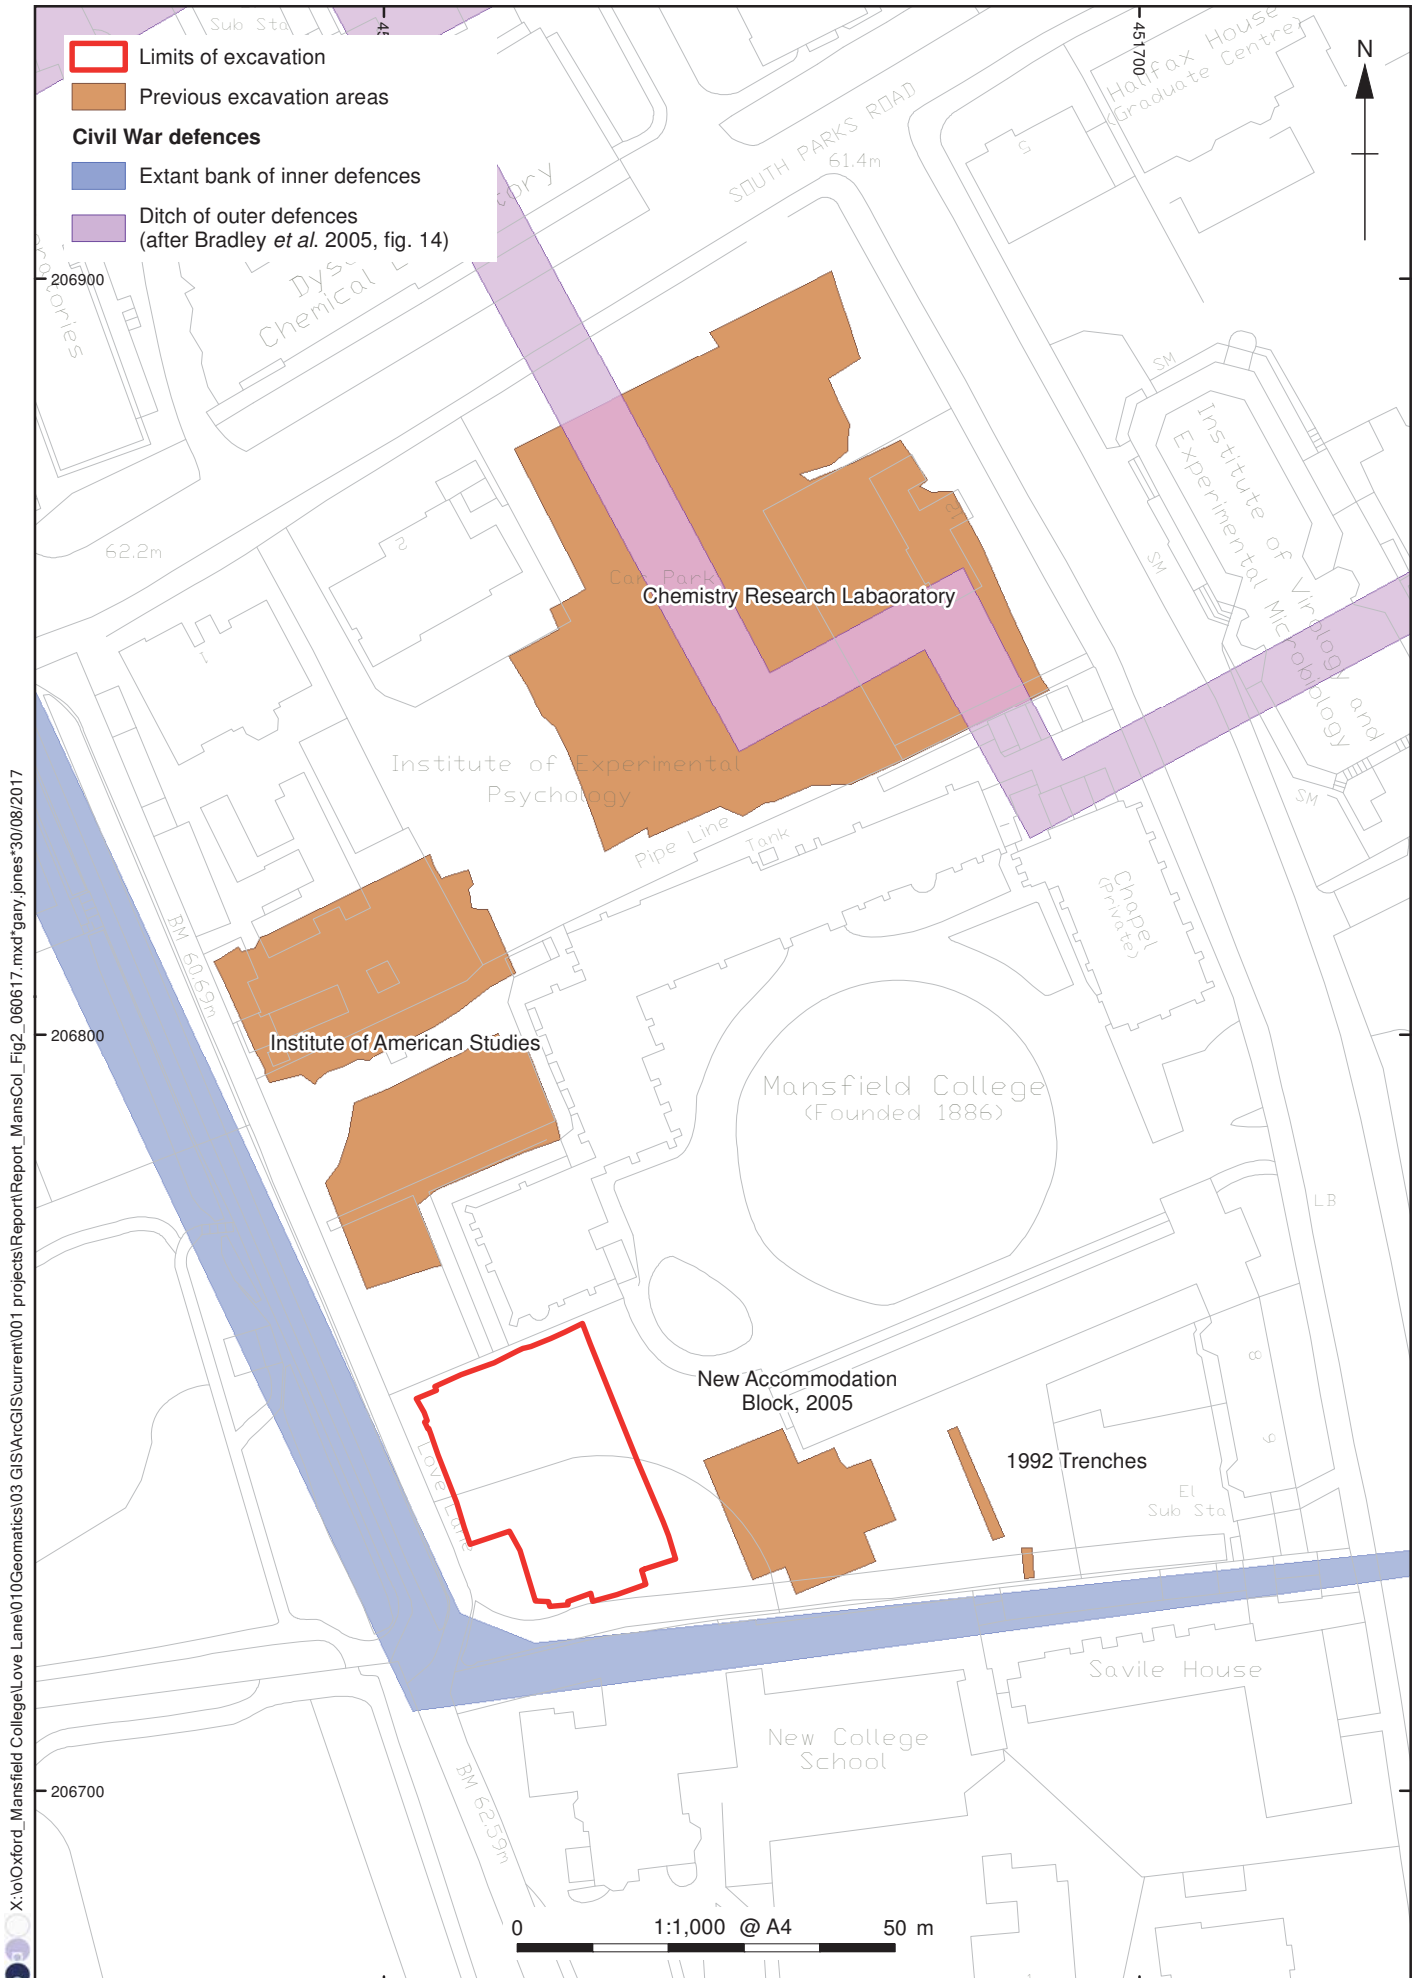 Limits of excavation
Previous excavation areas
Civil War defences
Extant bank of inner defences
Ditch of outer defences
(after Bradley et al. 2005, fig. 14)
Sub Sta
451700
N
Halifax House
(Graduate Centre)
5
SOUTH PARKS ROAD
61.4m
Chemical
206900
62.2m
2
1
SM
Institute of Virology and
Experimental Microbiology
SM
SM
Car Park
Chemistry Research Labaoratory
12
Institute of Experimental
Psychology
Pipe Line
Tank
Chapel
(Private)
BM 60.69m
206800
Institute of American Studies
Mansfield College
(Founded 1886)
LB
New Accommodation
Block, 2005
1992 Trenches
8
9
El
Sub Sta
Love Lane
Savile House
New College
School
BM 62.59m
206700
0
1:1,000 @ A4
50 m
X:\o\Oxford_Mansfield College\Love Lane\010Geomatics\03 GIS\ArcGIS\current\001 projects\Report\Report_MansCol_Fig2_060617.mxd*gary.jones*30/08/2017